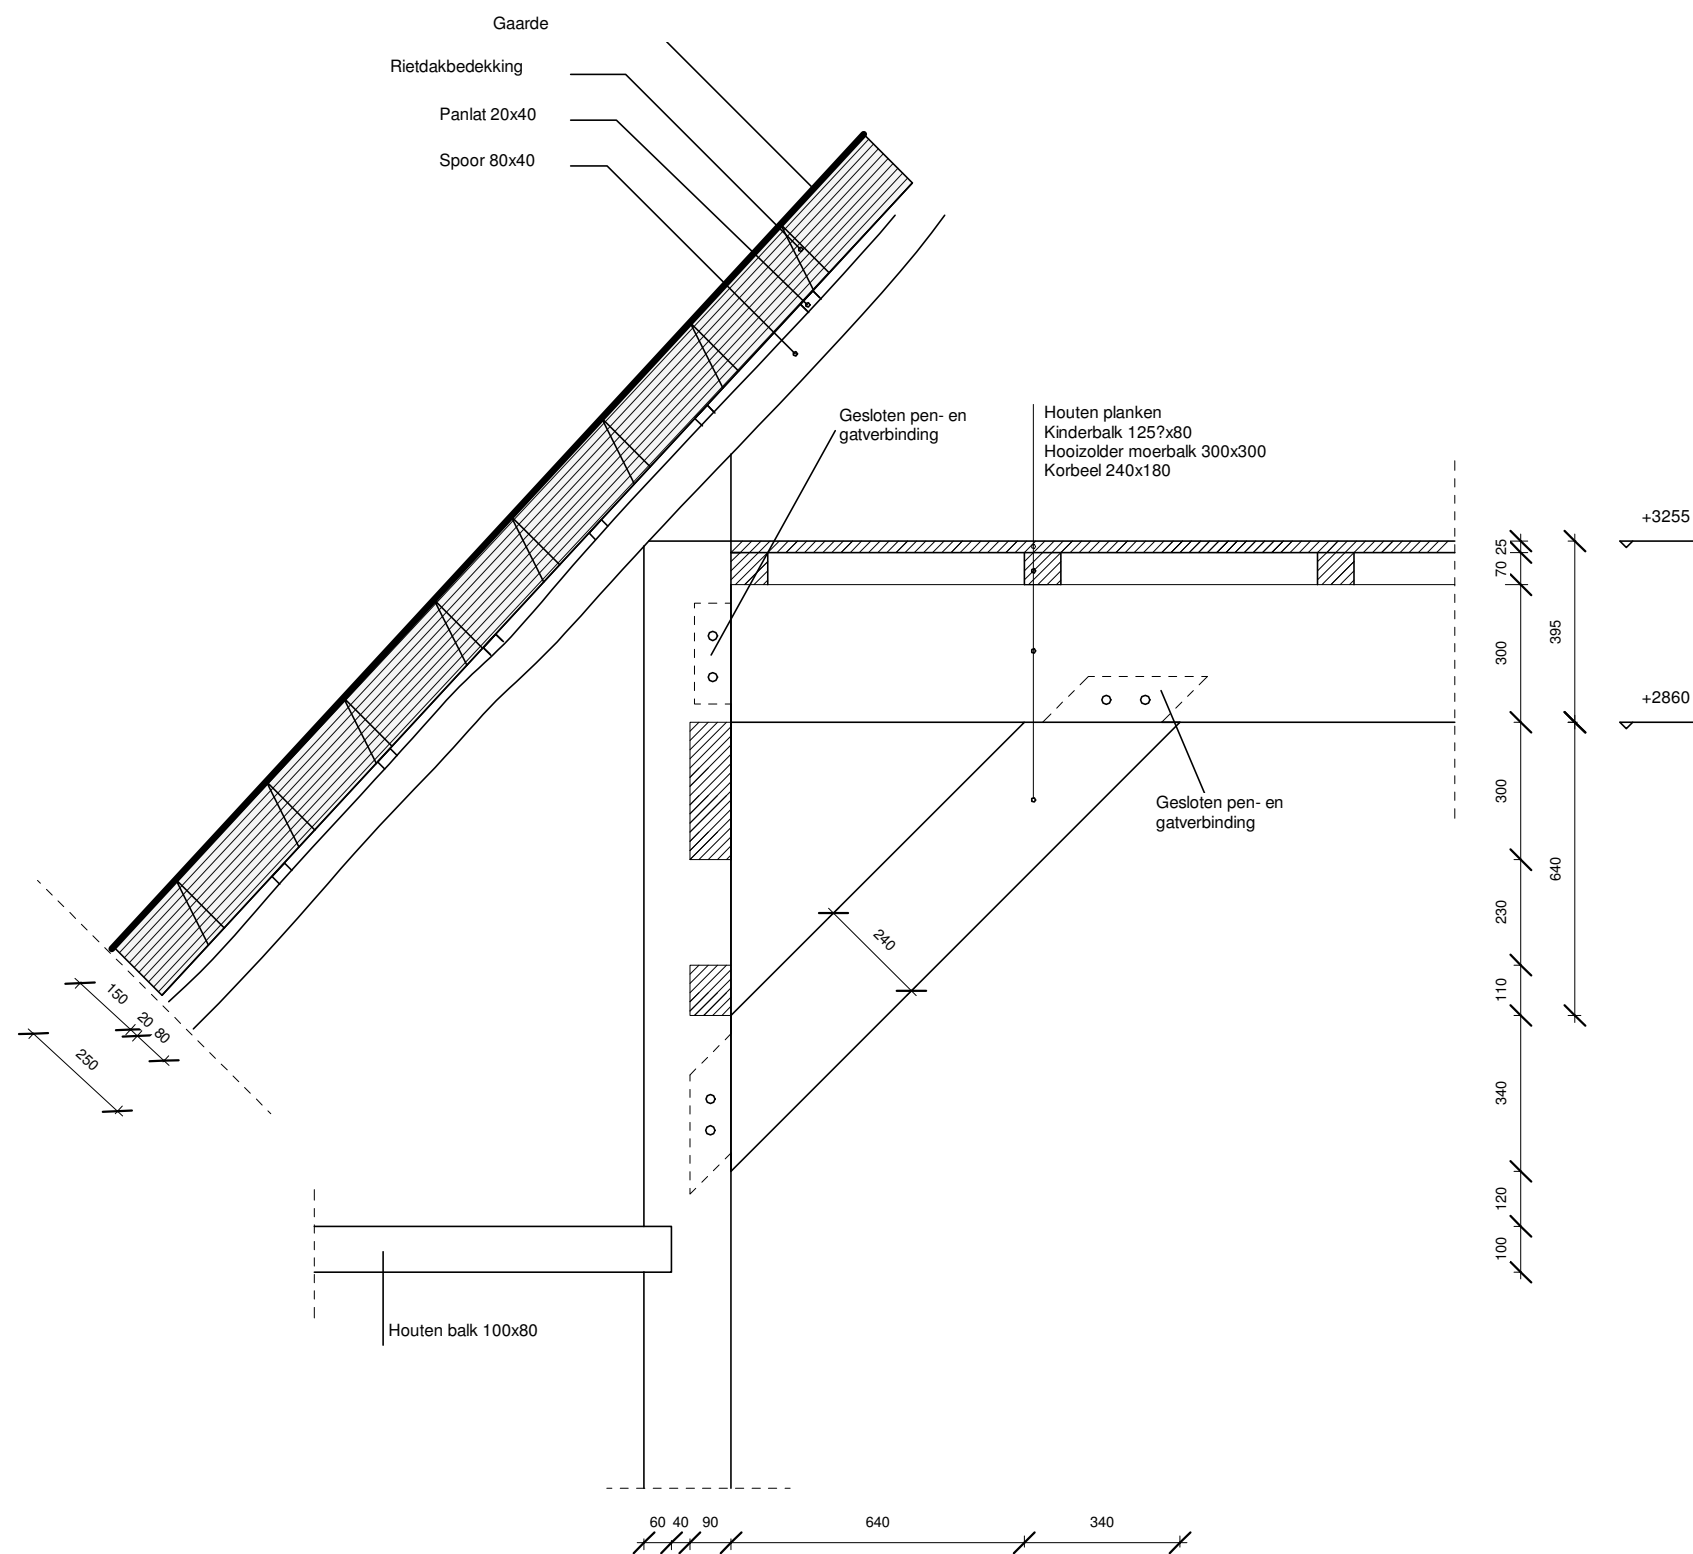 Gaarde
Rietdakbedekking
Panlat 20x40
Spoor 80x40
Gesloten pen- en
gatverbinding
Houten planken
Kinderbalk 125?x80
Hooizolder moerbalk 300x300
Korbeel 240x180
+3255
25
70
395
300
+2860
Gesloten pen- en
gatverbinding
300
640
230
240
110
150
20
80
250
340
120
100
Houten balk 100x80
60 40 90 640 340